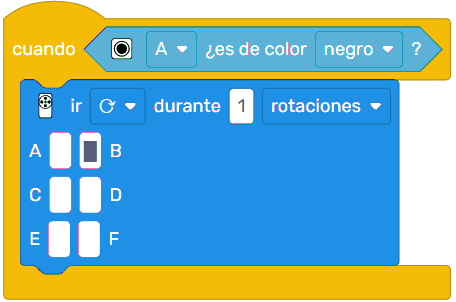 cuando A ¿es de color negro ?
ir durante 1 rotaciones
A B
C D
E F